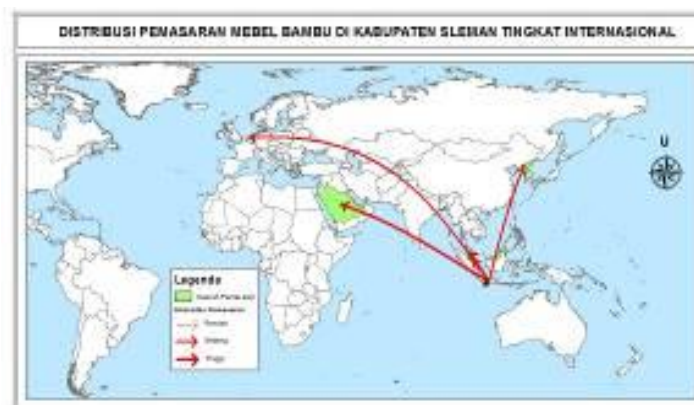 DISTRIBUSI PEMASARAN MEBEL BAMBU DI KABUPATEN SLEMAN TINGKAT INTERNASIONAL
U
Legenda
Rendah
Sedang
Tinggi